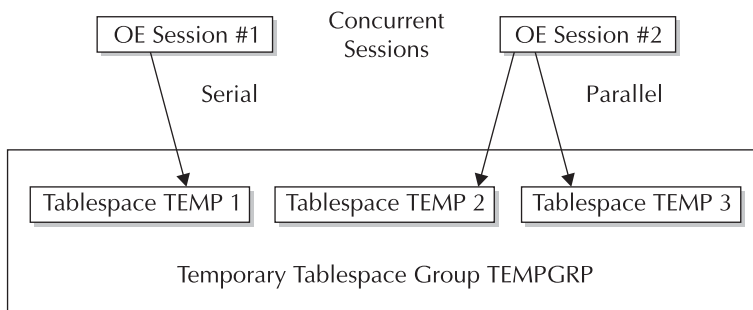 OE Session #1
Concurrent
Sessions
OE Session #2
Serial
Parallel
Tablespace TEMP 1
Tablespace TEMP 2
Tablespace TEMP 3
Temporary Tablespace Group TEMPGRP